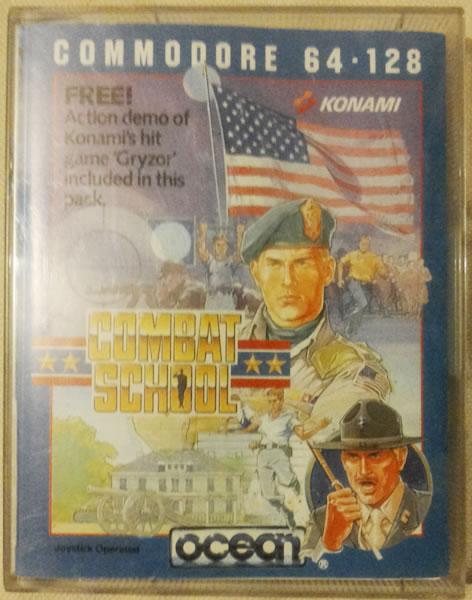 COMMODORE 64·128
FREE!
Action demo of
Konami's hit
game 'Gryzor'
included in this
pack.
KONAMI
COMBAT
SCHOOL
Joystick Operated
ocean®